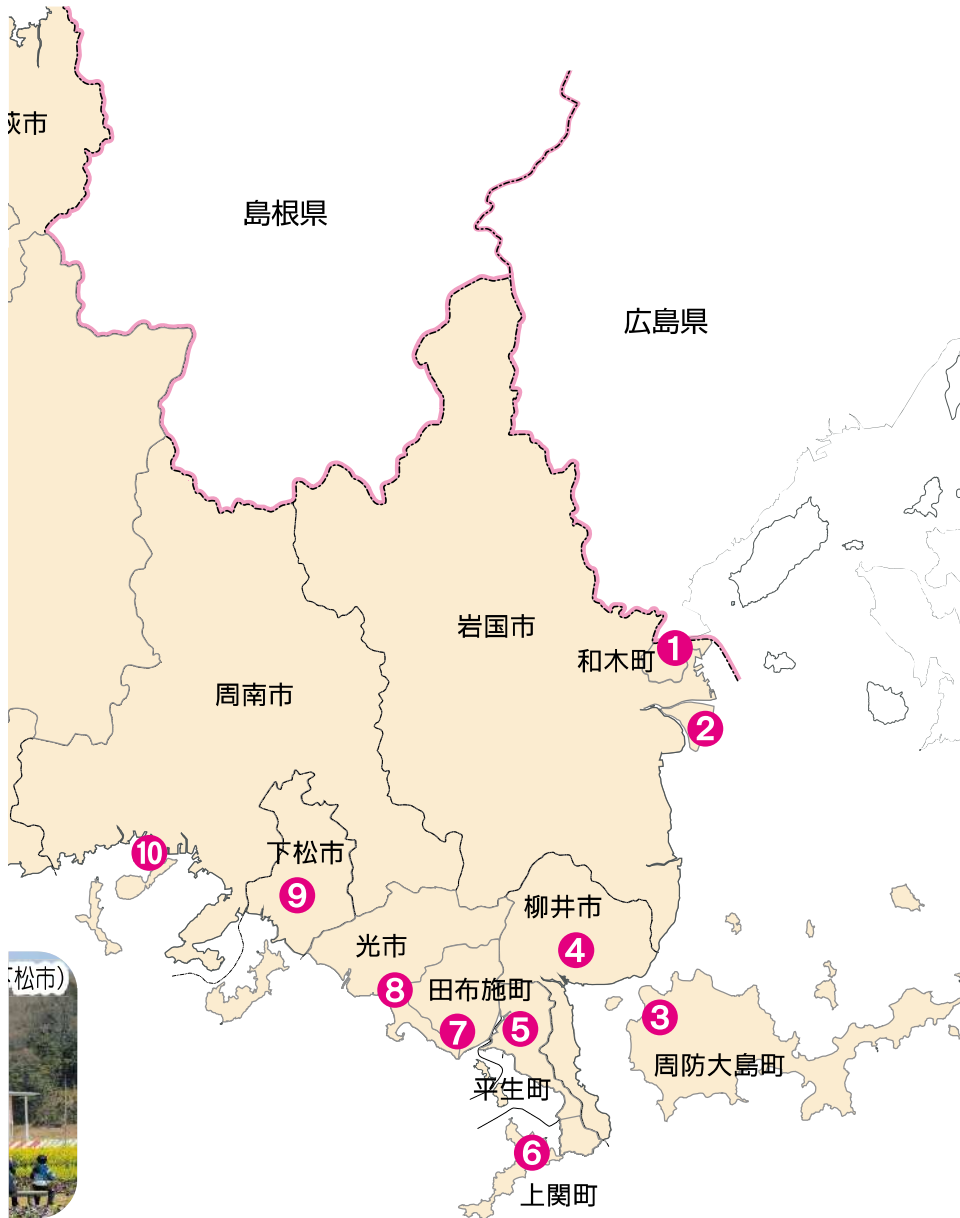 萩市
島根県
広島県
岩国市
和木町
1
周南市
2
10
下松市
9
柳井市
4
光市
8
田布施町
3
7
5
周防大島町
平生町
6
上関町
下松市)